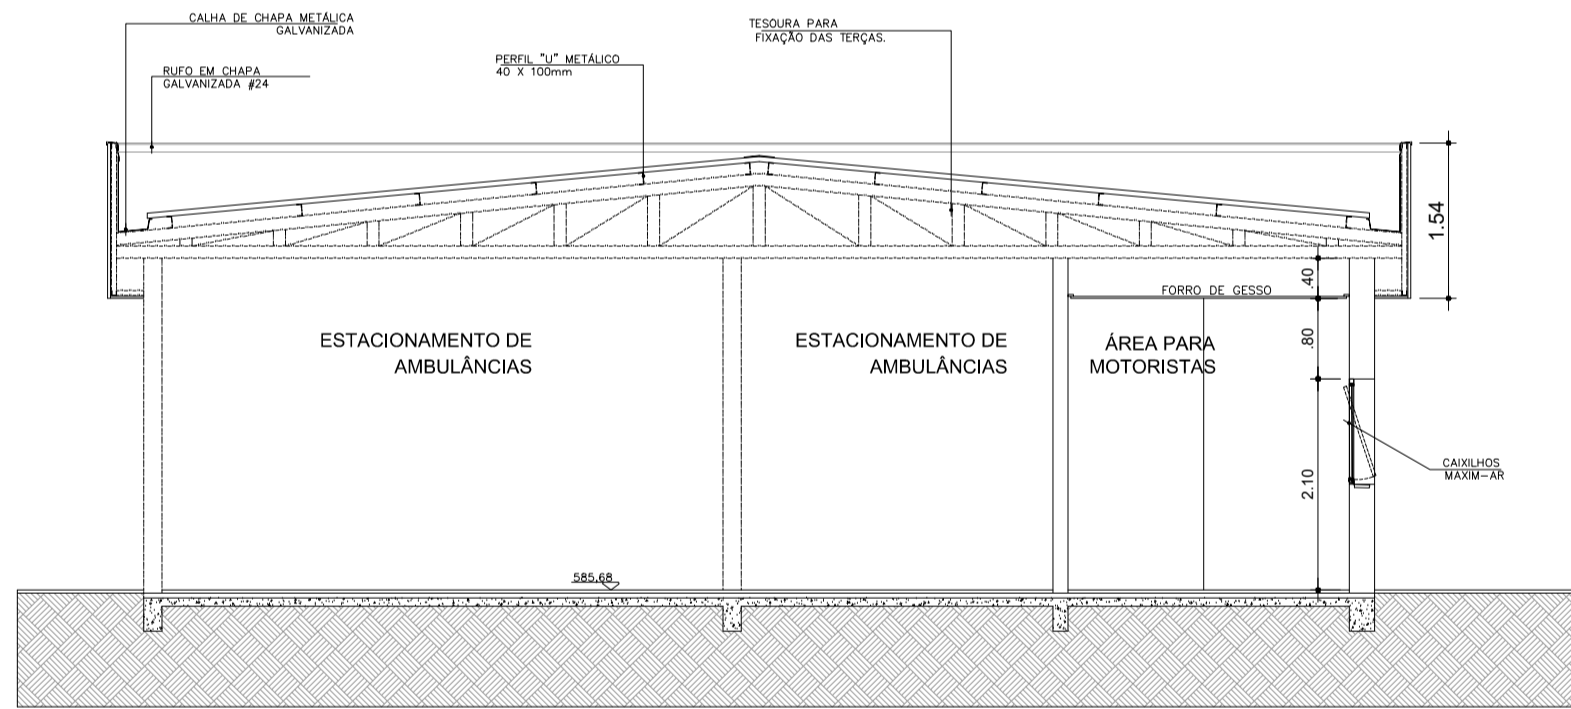 CALHA DE CHAPA METÁLICA
GALVANIZADA
TESOURA PARA
FIXAÇÃO DAS TERÇAS.
PERFIL "U" METÁLICO
40 X 100mm
RUFO EM CHAPA
GALVANIZADA #24
1.54
.40
FORRO DE GESSO
ESTACIONAMENTO DE
AMBULÂNCIAS
ESTACIONAMENTO DE
AMBULÂNCIAS
ÁREA PARA
MOTORISTAS
.80
CAIXILHOS
MAXIM-AR
2.10
585.68